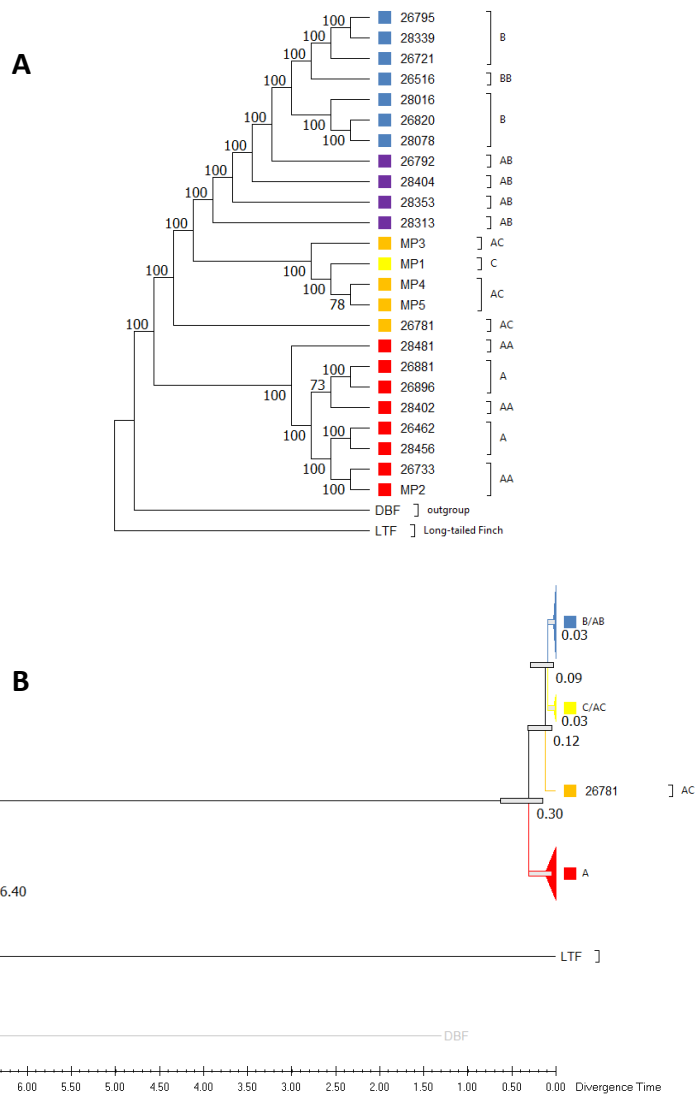 A
100 26795
100 28339 B
100 26721
100 26516 BB
100 28016
100 26820 B
100 28078
100 26792 AB
100 28404 AB
100 28353 AB
100 28313 AB
MP3 AC
100 MP1 C
100 MP4 AC
78 MP5
100 26781 AC
100 28481 AA
100 26881 A
73 26896
100 28402 AA
100 26462 A
100 28456
100 26733 AA
100 MP2
DBF outgroup
LTF Long-tailed Finch
B
B/AB
0.03
0.09
C/AC
0.03
0.12
26781 AC
0.30
A
6.40
LTF
DBF
6.00 5.50 5.00 4.50 4.00 3.50 3.00 2.50 2.00 1.50 1.00 0.50 0.00 Divergence Time